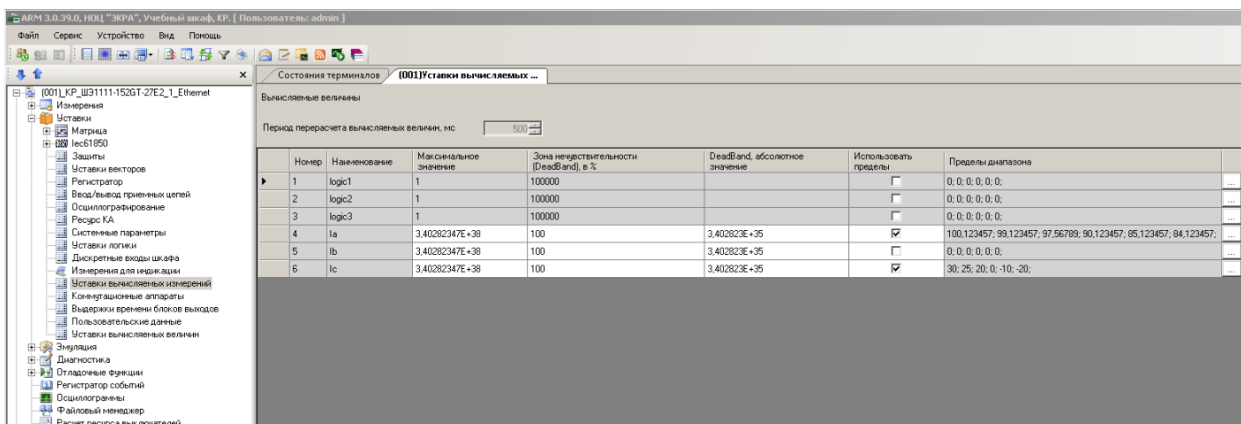 ARM 3.0.39.0, НОЦ "ЭКРА", Учебный шкаф, КР. [ Пользователь: admin ]
Файл Сервис Устройство Вид Помощь
Состояния терминалов (001)Уставки вычисляемых ...
(001)_КР_ШЭ1111-152GT-27E2_1_Ethernet
Измерения
Уставки
Матрица
Iec61850
Защиты
Уставки векторов
Регистратор
Ввод/вывод приемных цепей
Осциллографирование
Ресурс КА
Системные параметры
Уставки логики
Дискретные входы шкафа
Измерения для индикации
Уставки вычисляемых измерений
Коммутационные аппараты
Выдержки времени блоков выходов
Пользовательские данные
Уставки вычисляемых величин
Эмуляция
Диагностика
Отладочные функции
Регистратор событий
Осциллограммы
Файловый менеджер
Расчет ресурса выключателей
Вычисляемые величины
Период перерасчета вычисляемых величин, мс 500
Номер Наименование Максимальное значение Зона нечувствительности (DeadBand), в % DeadBand, абсолютное значение Использовать пределы Пределы диапазона
1 logic1 1 100000 0; 0; 0; 0; 0; 0; ...
2 logic2 1 100000 0; 0; 0; 0; 0; 0; ...
3 logic3 1 100000 0; 0; 0; 0; 0; 0; ...
4 Ia 3,40282347E+38 100 3,402823E+35 100,123457; 99,123457; 97,56789; 90,123457; 85,123457; 84,123457; ...
5 Ib 3,40282347E+38 100 3,402823E+35 0; 0; 0; 0; 0; 0; ...
6 Ic 3,40282347E+38 100 3,402823E+35 30; 25; 20; 0; -10; -20; ...